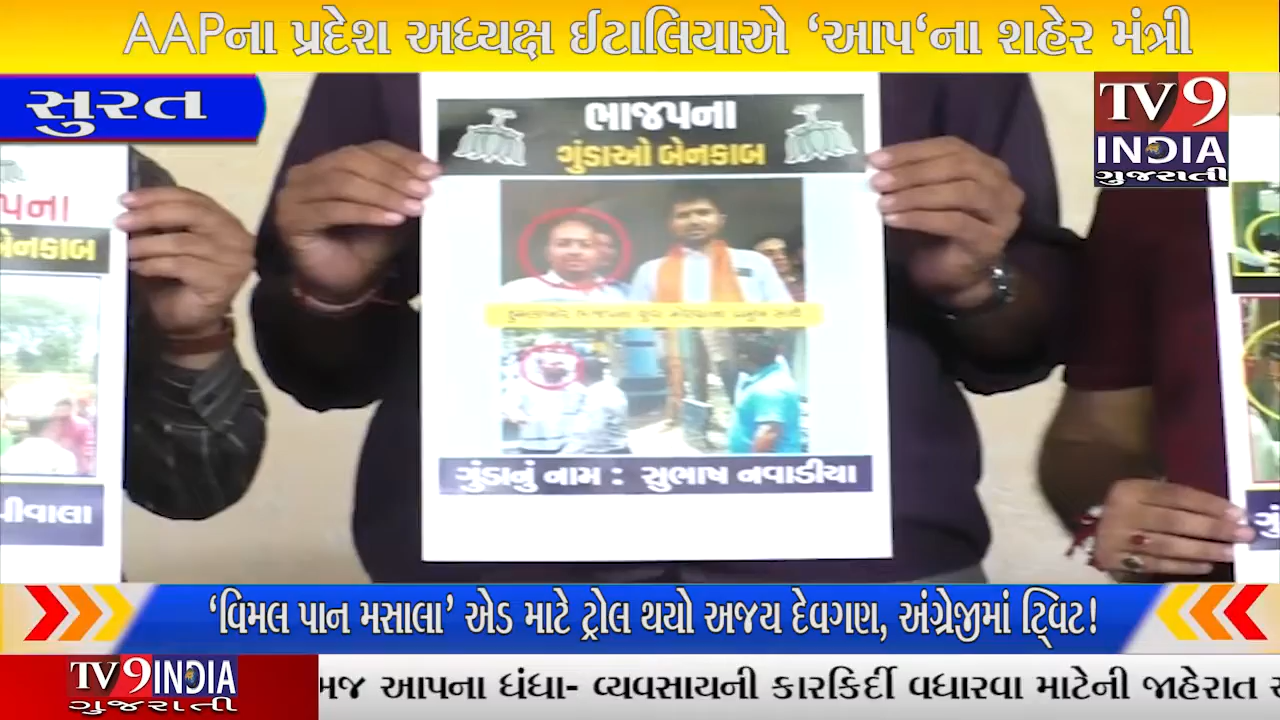 AAPના પ્રદેશ અધ્યક્ષ ઈટાલિયાએ ‘આપ‘ના શહેર મંત્રી
સુરત
TV9
INDIA
ગુજરાતી
ભાજપના
ગુંડાઓ બેનકાબ
પના
બેનકાબ
ગુંડાનું નામ : સુભાષ નવાડીયા
પીવાલા
‘વિમલ પાન મસાલા’ એડ માટે ટ્રોલ થયો અજય દેવગણ, અંગ્રેજીમાં ટ્વિટ!
TV9INDIA
ગુજરાતી
મજ આપના ધંધા- વ્યવસાયની કારકિર્દી વધારવા માટેની જાહેરાત